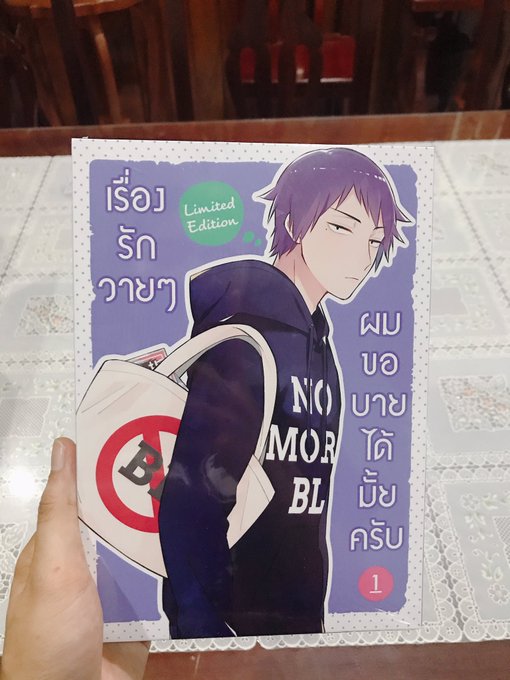 เรื่อง
รัก
วายๆ
Limited
Edition
ผม
ขอ
บาย
ได้
มั้ย
ครับ
1
NO
MOR
BL